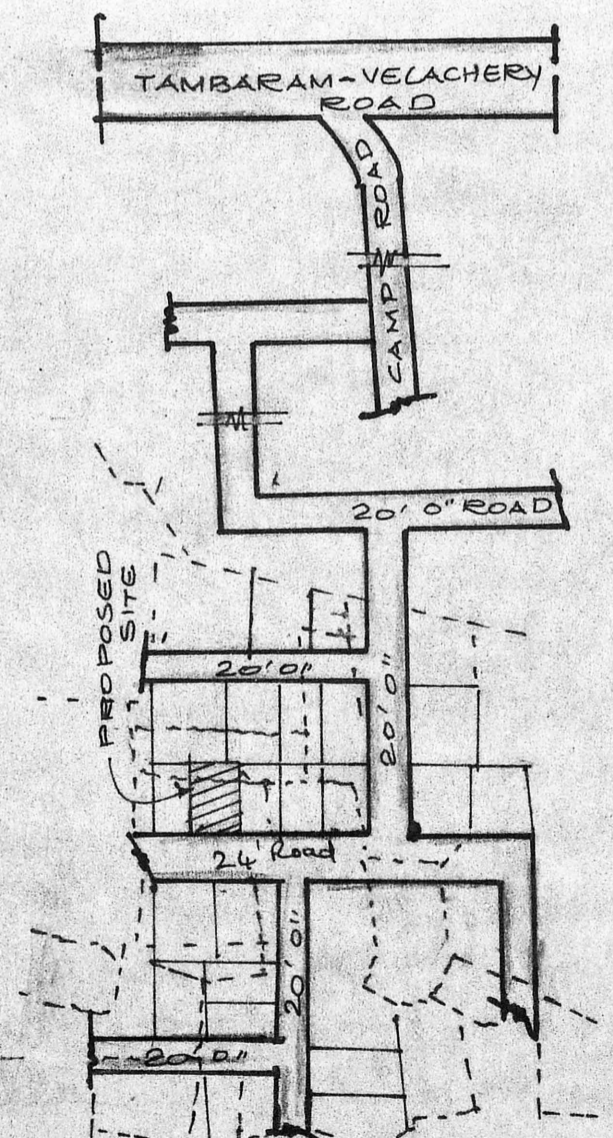 TAMBARAM-VELACHERY
ROAD
CAMP ROAD
20' 0" ROAD
PROPOSED
SITE
20' 0"
20' 0"
24' Road
20' 0"
20' 0"